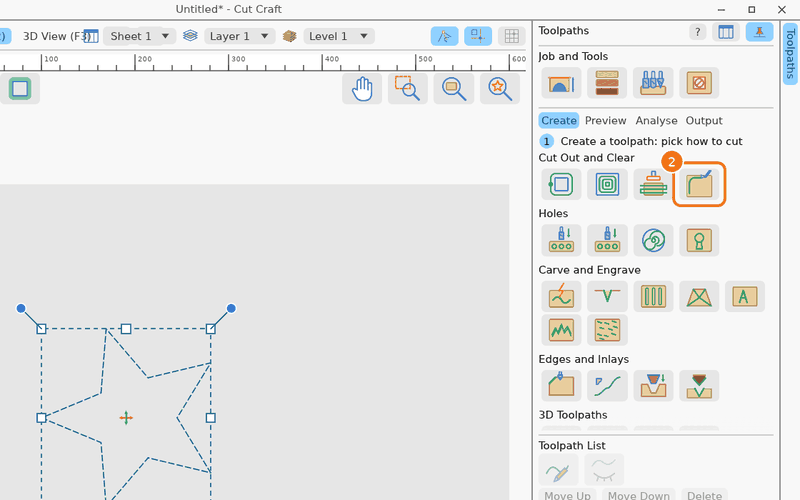 Untitled* - Cut Craft
3D View (F3)
Sheet 1
Layer 1
Level 1
100
200
300
400
500
600
Toolpaths
?
Toolpaths
Job and Tools
Create
Preview
Analyse
Output
1
Create a toolpath: pick how to cut
Cut Out and Clear
2
Holes
Carve and Engrave
A
Edges and Inlays
3D Toolpaths
Toolpath List
Move Up
Move Down
Delete